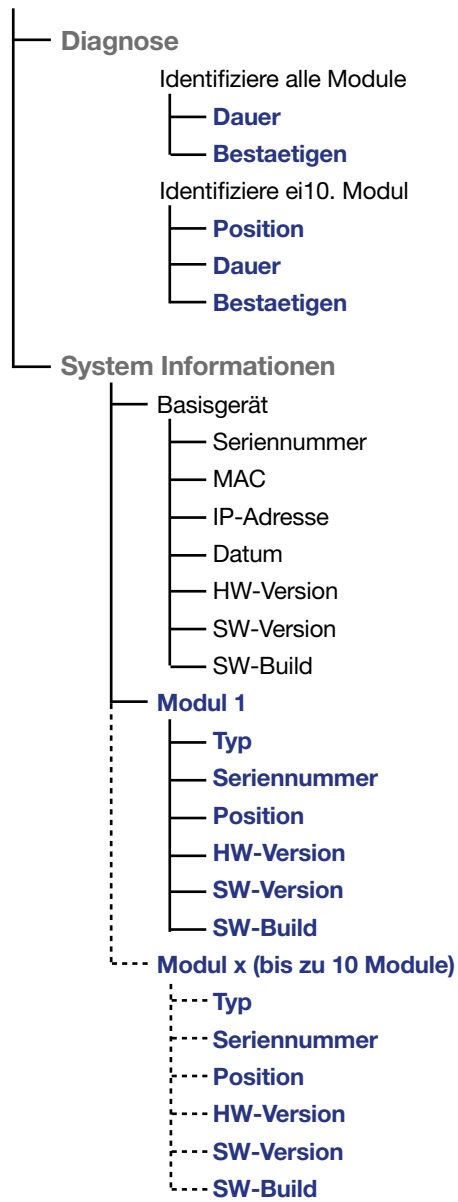 Diagnose
Identifiziere alle Module
Dauer
Bestaetigen
Identifiziere ei10. Modul
Position
Dauer
Bestaetigen
System Informationen
Basisgerät
Seriennummer
MAC
IP-Adresse
Datum
HW-Version
SW-Version
SW-Build
Modul 1
Typ
Seriennummer
Position
HW-Version
SW-Version
SW-Build
Modul x (bis zu 10 Module)
Typ
Seriennummer
Position
HW-Version
SW-Version
SW-Build